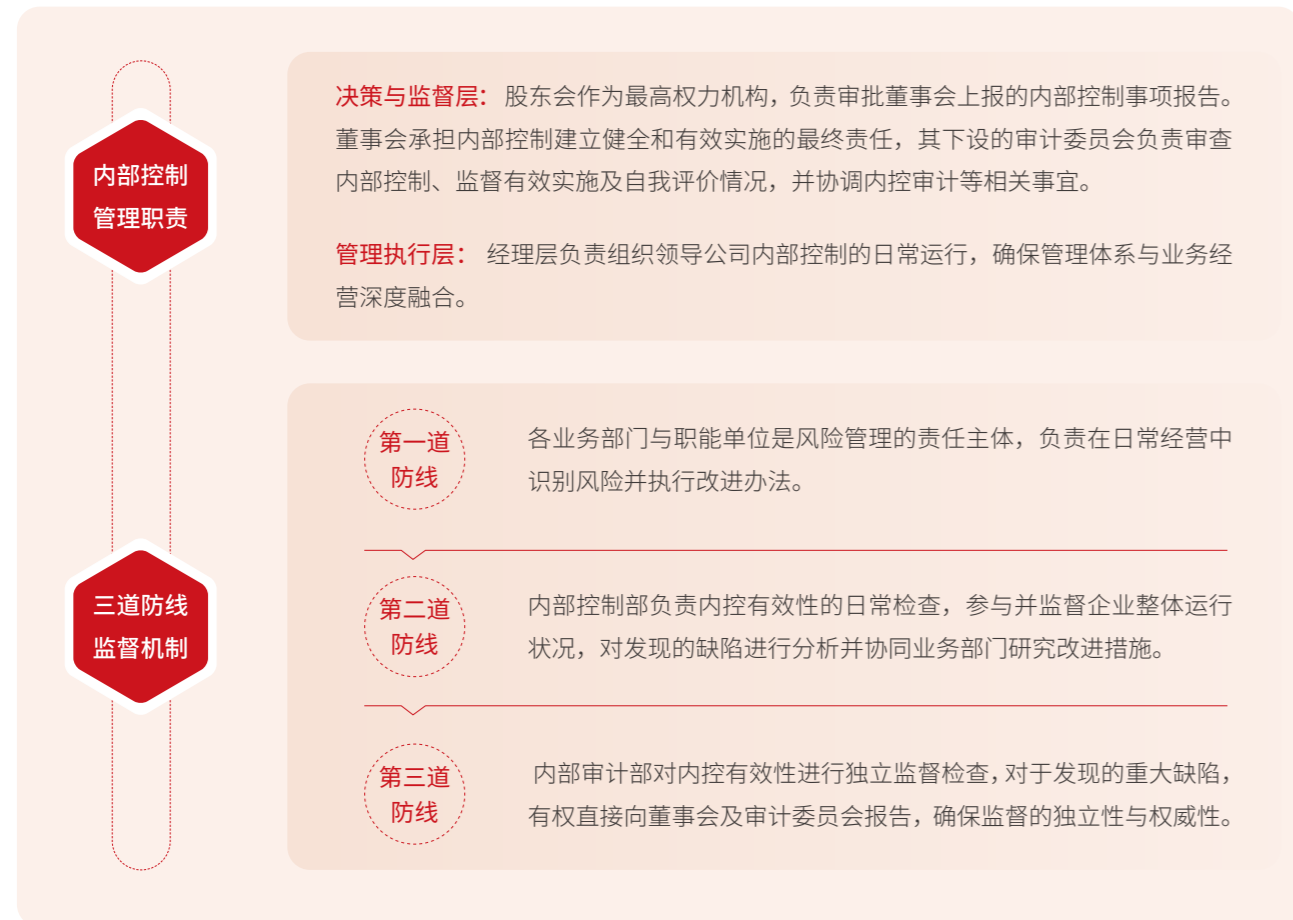 内部控制
管理职责
决策与监督层：股东会作为最高权力机构，负责审批董事会上报的内部控制事项报告。
董事会承担内部控制建立健全和有效实施的最终责任，其下设的审计委员会负责审查
内部控制、监督有效实施及自我评价情况，并协调内控审计等相关事宜。
管理执行层： 经理层负责组织领导公司内部控制的日常运行，确保管理体系与业务经
营深度融合。
三道防线
监督机制
第一道
防线
各业务部门与职能单位是风险管理的责任主体，负责在日常经营中
识别风险并执行改进办法。
第二道
防线
内部控制部负责内控有效性的日常检查，参与并监督企业整体运行
状况，对发现的缺陷进行分析并协同业务部门研究改进措施。
第三道
防线
内部审计部对内控有效性进行独立监督检查，对于发现的重大缺陷，
有权直接向董事会及审计委员会报告，确保监督的独立性与权威性。